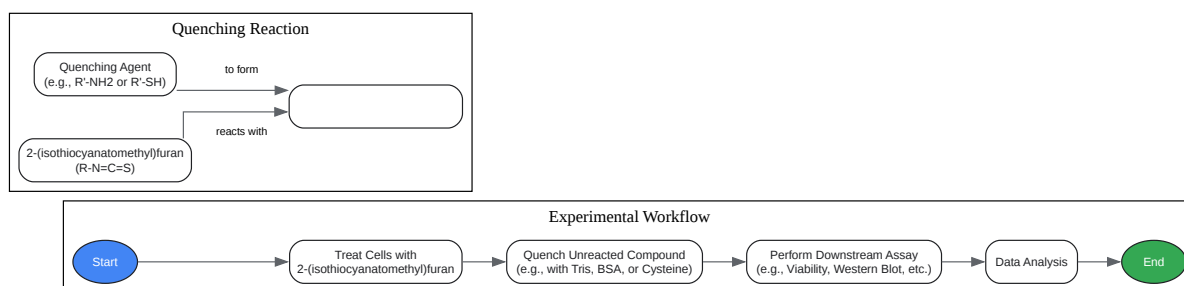 Quenching Reaction
Quenching Agent
(e.g., R'-NH2 or R'-SH)
to form
reacts with
2-(isothiocyanatomethyl)furan
(R-N=C=S)
Experimental Workflow
Start
Treat Cells with
2-(isothiocyanatomethyl)furan
Quench Unreacted Compound
(e.g., with Tris, BSA, or Cysteine)
Perform Downstream Assay
(e.g., Viability, Western Blot, etc.)
Data Analysis
End